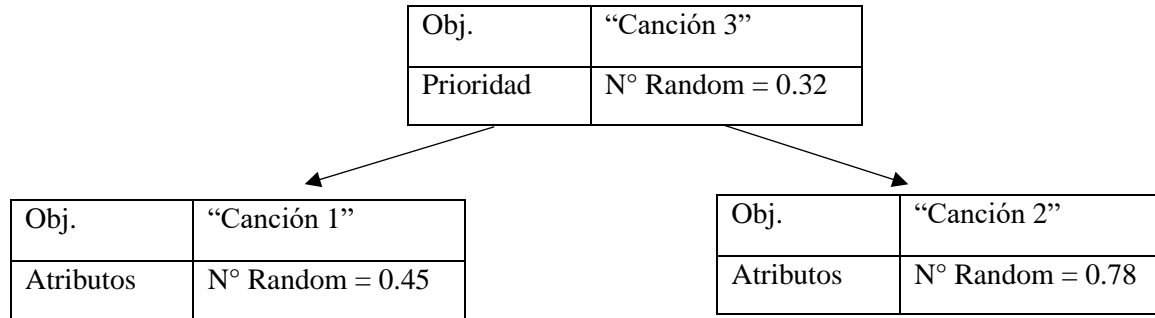 Obj. “Canción 3”
Prioridad N° Random = 0.32
Obj. “Canción 1”
Atributos N° Random = 0.45
Obj. “Canción 2”
Atributos N° Random = 0.78